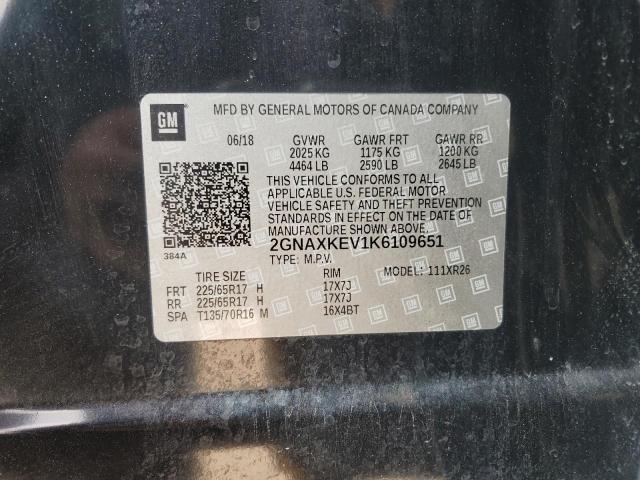 GM
MFD BY GENERAL MOTORS OF CANADA COMPANY
06/18 GVWR GAWR FRT GAWR RR
2025 KG 1175 KG 1200 KG
4464 LB 2590 LB 2645 LB
THIS VEHICLE CONFORMS TO ALL
APPLICABLE U.S. FEDERAL MOTOR
VEHICLE SAFETY AND THEFT PREVENTION
STANDARDS IN EFFECT ON THE DATE OF
MANUFACTURE SHOWN ABOVE.
2GNAXKEV1K6109651
384A
TYPE: M.P.V. MODEL: 111XR26
TIRE SIZE RIM
FRT 225/65R17 H 17X7J
RR 225/65R17 H 17X7J
SPA T135/70R16 M 16X4BT